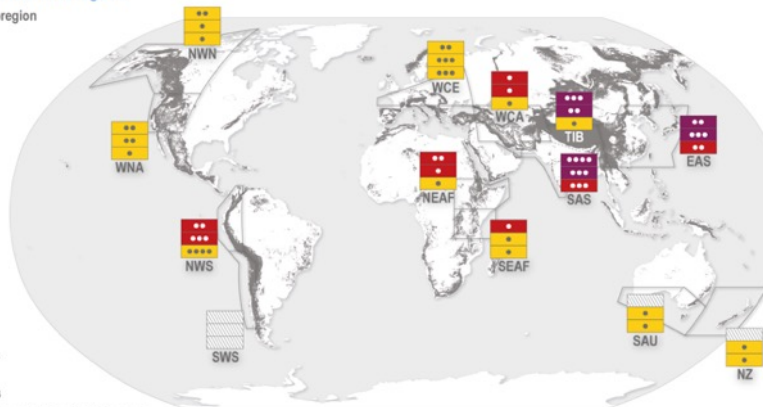 region
NWN
WCE
WCA
TIB
EAS
WNA
NEAF
SAS
NWS
SEAF
SWS
SAU
NZ